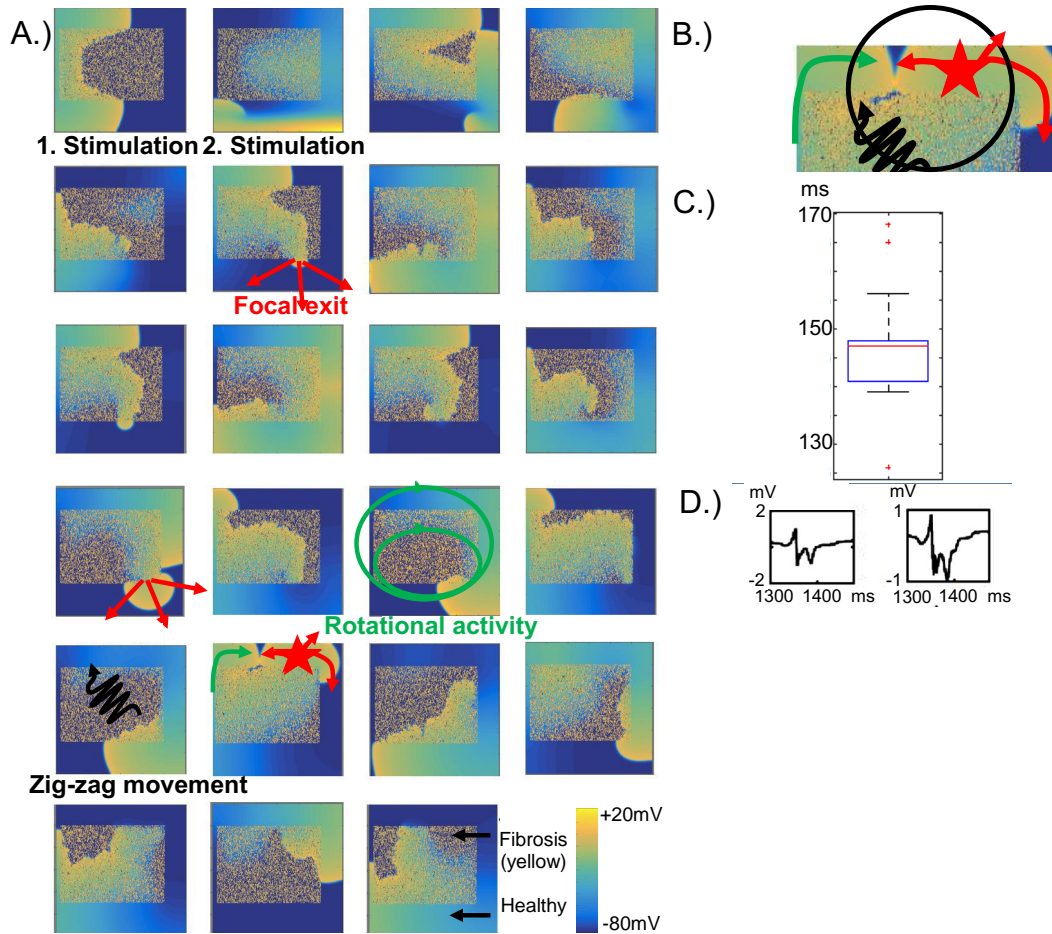 A.)
1. Stimulation 2. Stimulation
Focal exit
Rotational activity
Zig-zag movement
Fibrosis
(yellow)
Healthy
+20mV
-80mV
B.)
C.)
ms
170
150
130
D.)
mV
2
-2
1300 1400 ms
mV
1
-1
1300 1400 ms